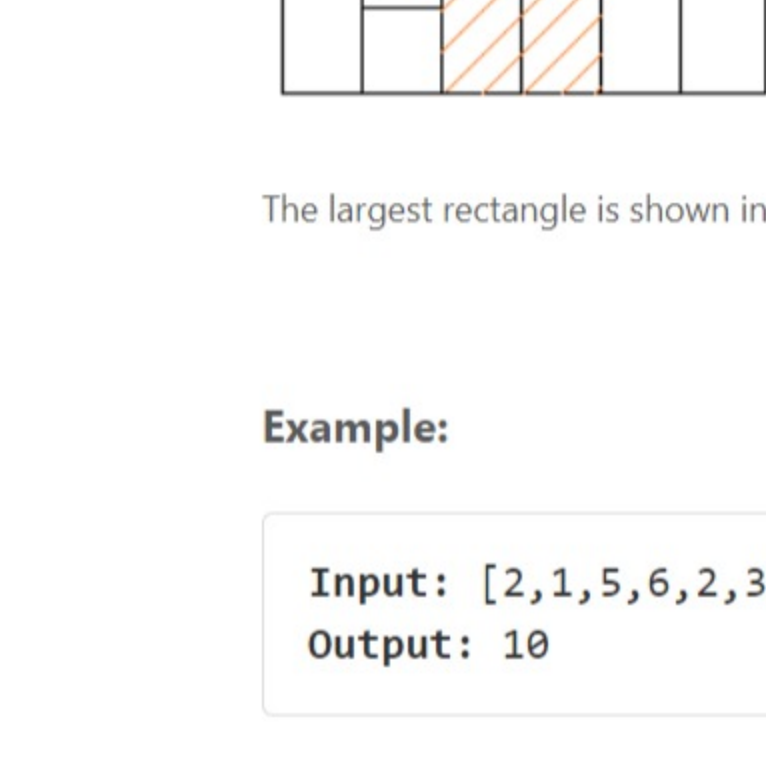 The largest rectangle is shown in
Example:
Input: [2,1,5,6,2,3
Output: 10